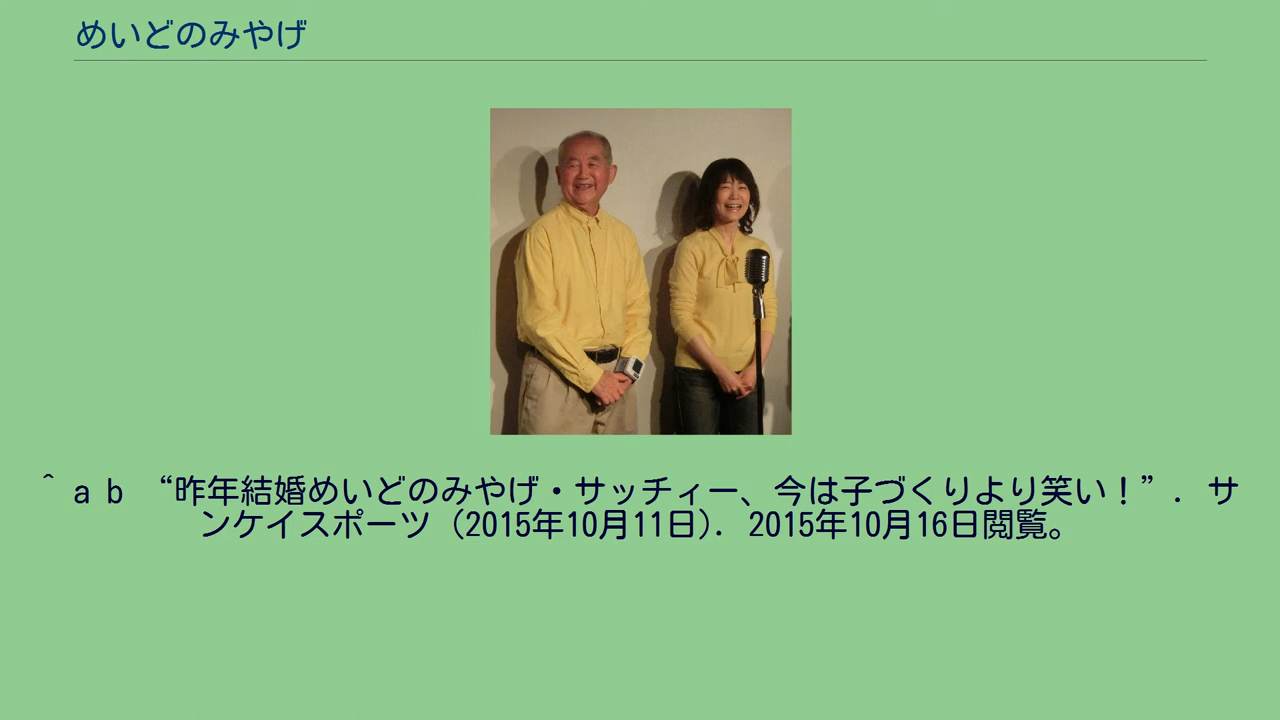 めいどのみやげ
^ a b “昨年結婚めいどのみやげ・サッチィー、今は子づくりより笑い！”. サ
ンケイスポーツ (2015年10月11日). 2015年10月16日閲覧。